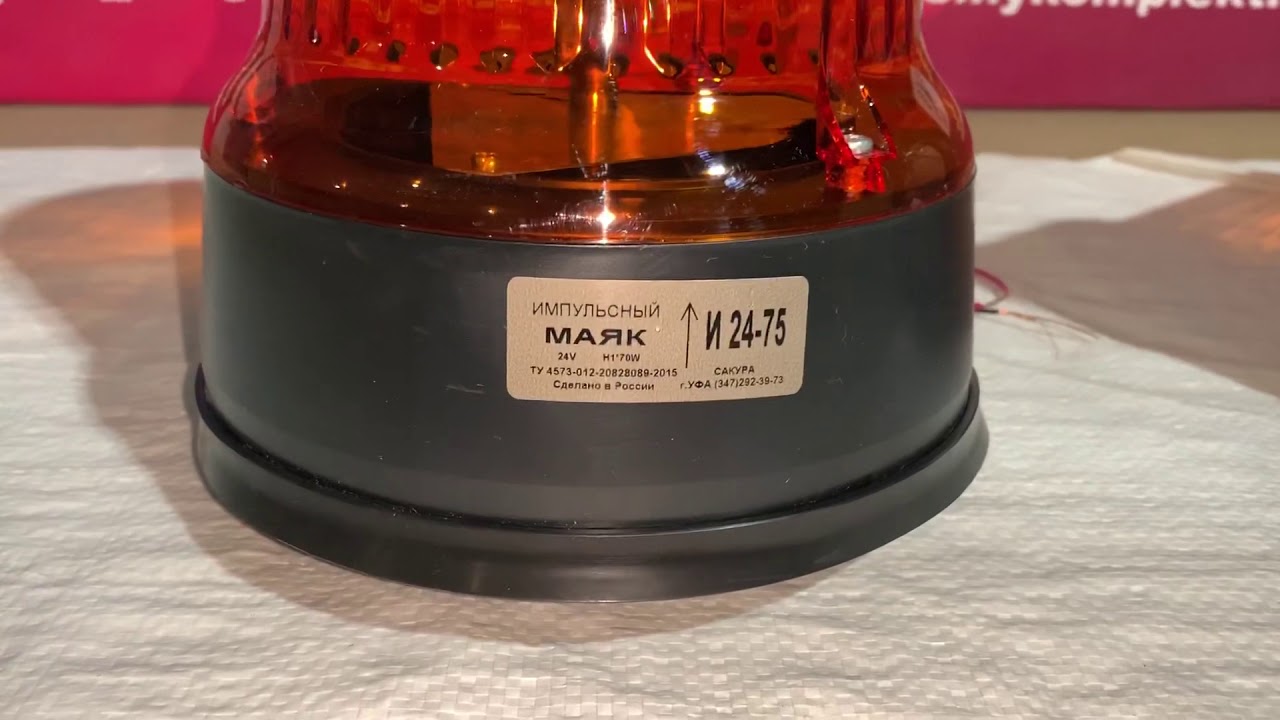 ИМПУЛЬСНЫЙ
МАЯК
24V H1*70W
ТУ 4573-012-20828089-2015
Сделано в России
И 24-75
САКУРА
г.УФА (347)292-39-73